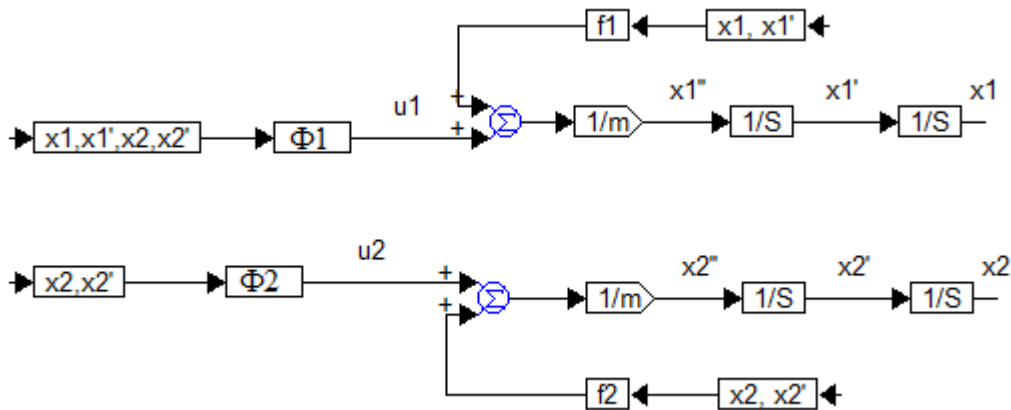 f1
x1, x1'
+
u1
x1"
x1'
x1
+
Σ
1/m
1/S
1/S
x1,x1',x2,x2'
Φ1
u2
x2"
x2'
x2
+
x2,x2'
Φ2
Σ
1/m
1/S
1/S
+
f2
x2, x2'